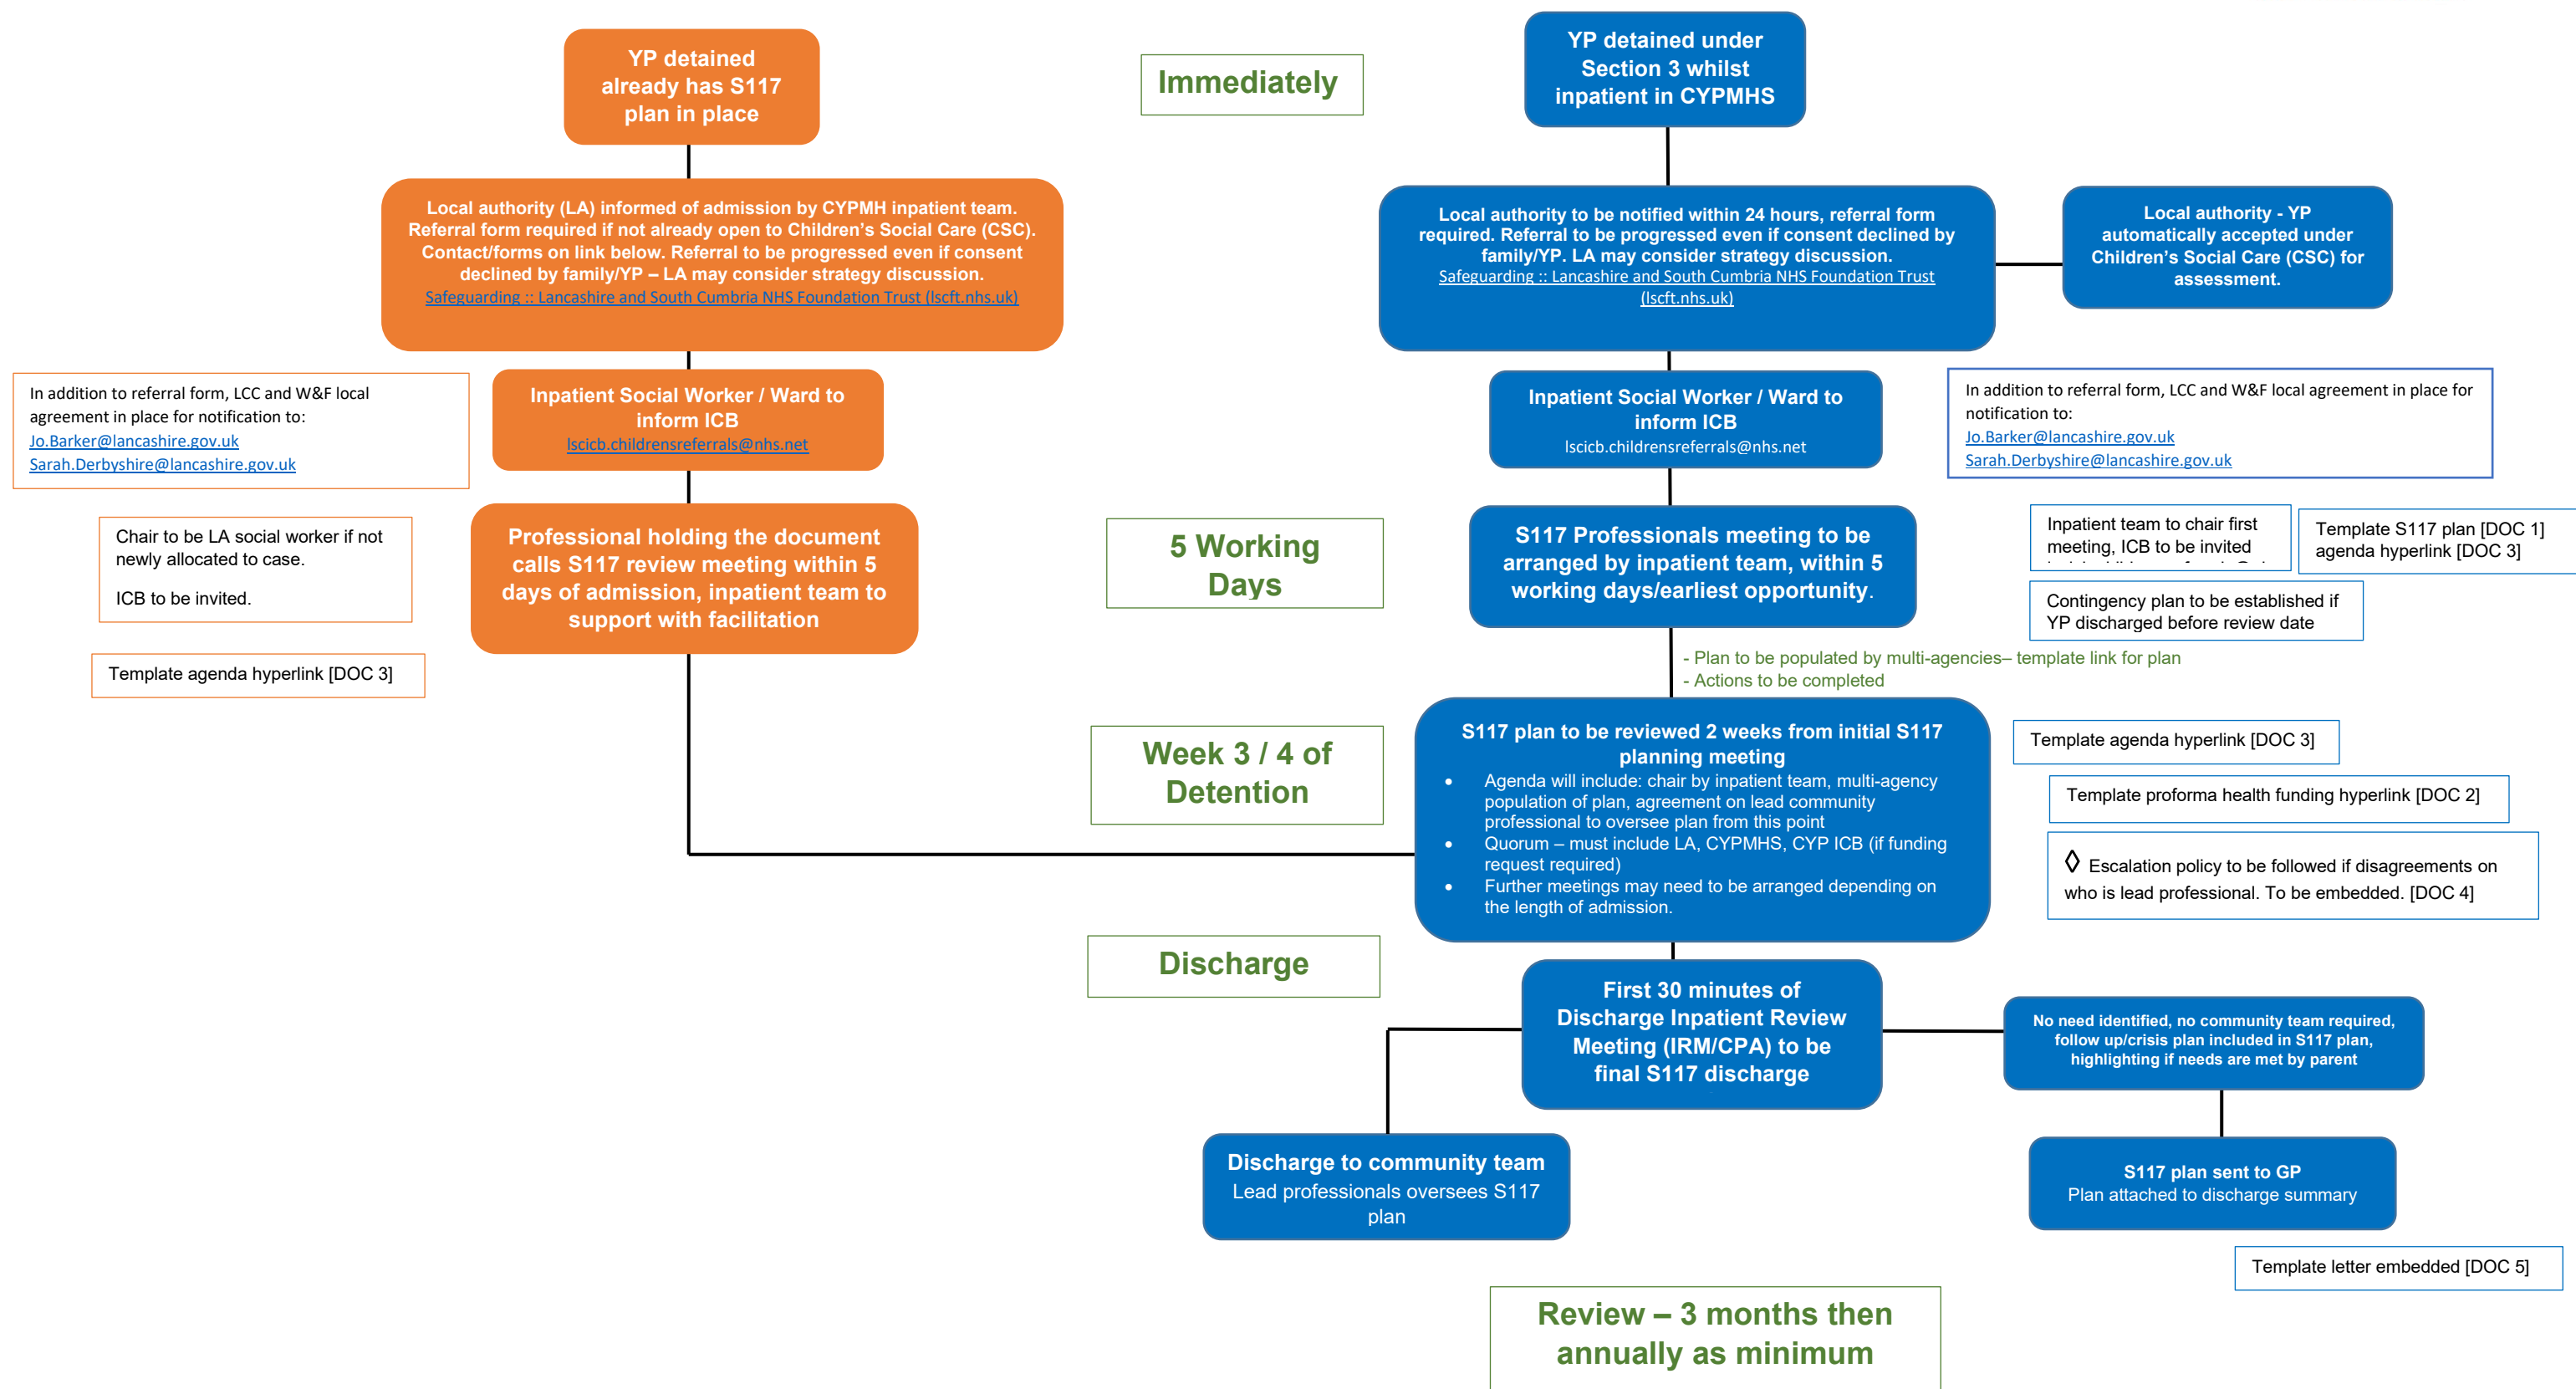 YP detained
already has S117
plan in place
Immediately
YP detained under
Section 3 whilst
inpatient in CYPMHS
Local authority (LA) informed of admission by CYPMH inpatient team.
Referral form required if not already open to Children's Social Care (CSC).
Contact/forms on link below. Referral to be progressed even if consent
declined by family/YP – LA may consider strategy discussion.
Safeguarding :: Lancashire and South Cumbria NHS Foundation Trust (lscft.nhs.uk)
Local authority to be notified within 24 hours, referral form
required. Referral to be progressed even if consent declined by
family/YP. LA may consider strategy discussion.
Safeguarding :: Lancashire and South Cumbria NHS Foundation Trust
(lscft.nhs.uk)
Local authority - YP
automatically accepted under
Children's Social Care (CSC) for
assessment.
In addition to referral form, LCC and W&F local
agreement in place for notification to:
Jo.Barker@lancashire.gov.uk
Sarah.Derbyshire@lancashire.gov.uk
Inpatient Social Worker / Ward to
inform ICB
lscicb.childrensreferrals@nhs.net
Inpatient Social Worker / Ward to
inform ICB
lscicb.childrensreferrals@nhs.net
In addition to referral form, LCC and W&F local agreement in place for
notification to:
Jo.Barker@lancashire.gov.uk
Sarah.Derbyshire@lancashire.gov.uk
Chair to be LA social worker if not
newly allocated to case.
ICB to be invited.
Professional holding the document
calls S117 review meeting within 5
days of admission, inpatient team to
support with facilitation
5 Working
Days
S117 Professionals meeting to be
arranged by inpatient team, within 5
working days/earliest opportunity.
Inpatient team to chair first
meeting, ICB to be invited
Template S117 plan [DOC 1]
agenda hyperlink [DOC 3]
Contingency plan to be established if
YP discharged before review date
Template agenda hyperlink [DOC 3]
- Plan to be populated by multi-agencies– template link for plan
- Actions to be completed
Week 3 / 4 of
Detention
S117 plan to be reviewed 2 weeks from initial S117
planning meeting
• Agenda will include: chair by inpatient team, multi-agency
population of plan, agreement on lead community
professional to oversee plan from this point
• Quorum – must include LA, CYPMHS, CYP ICB (if funding
request required)
• Further meetings may need to be arranged depending on
the length of admission.
Template agenda hyperlink [DOC 3]
Template proforma health funding hyperlink [DOC 2]
◊ Escalation policy to be followed if disagreements on
who is lead professional. To be embedded. [DOC 4]
Discharge
First 30 minutes of
Discharge Inpatient Review
Meeting (IRM/CPA) to be
final S117 discharge
No need identified, no community team required,
follow up/crisis plan included in S117 plan,
highlighting if needs are met by parent
Discharge to community team
Lead professionals oversees S117
plan
S117 plan sent to GP
Plan attached to discharge summary
Template letter embedded [DOC 5]
Review – 3 months then
annually as minimum